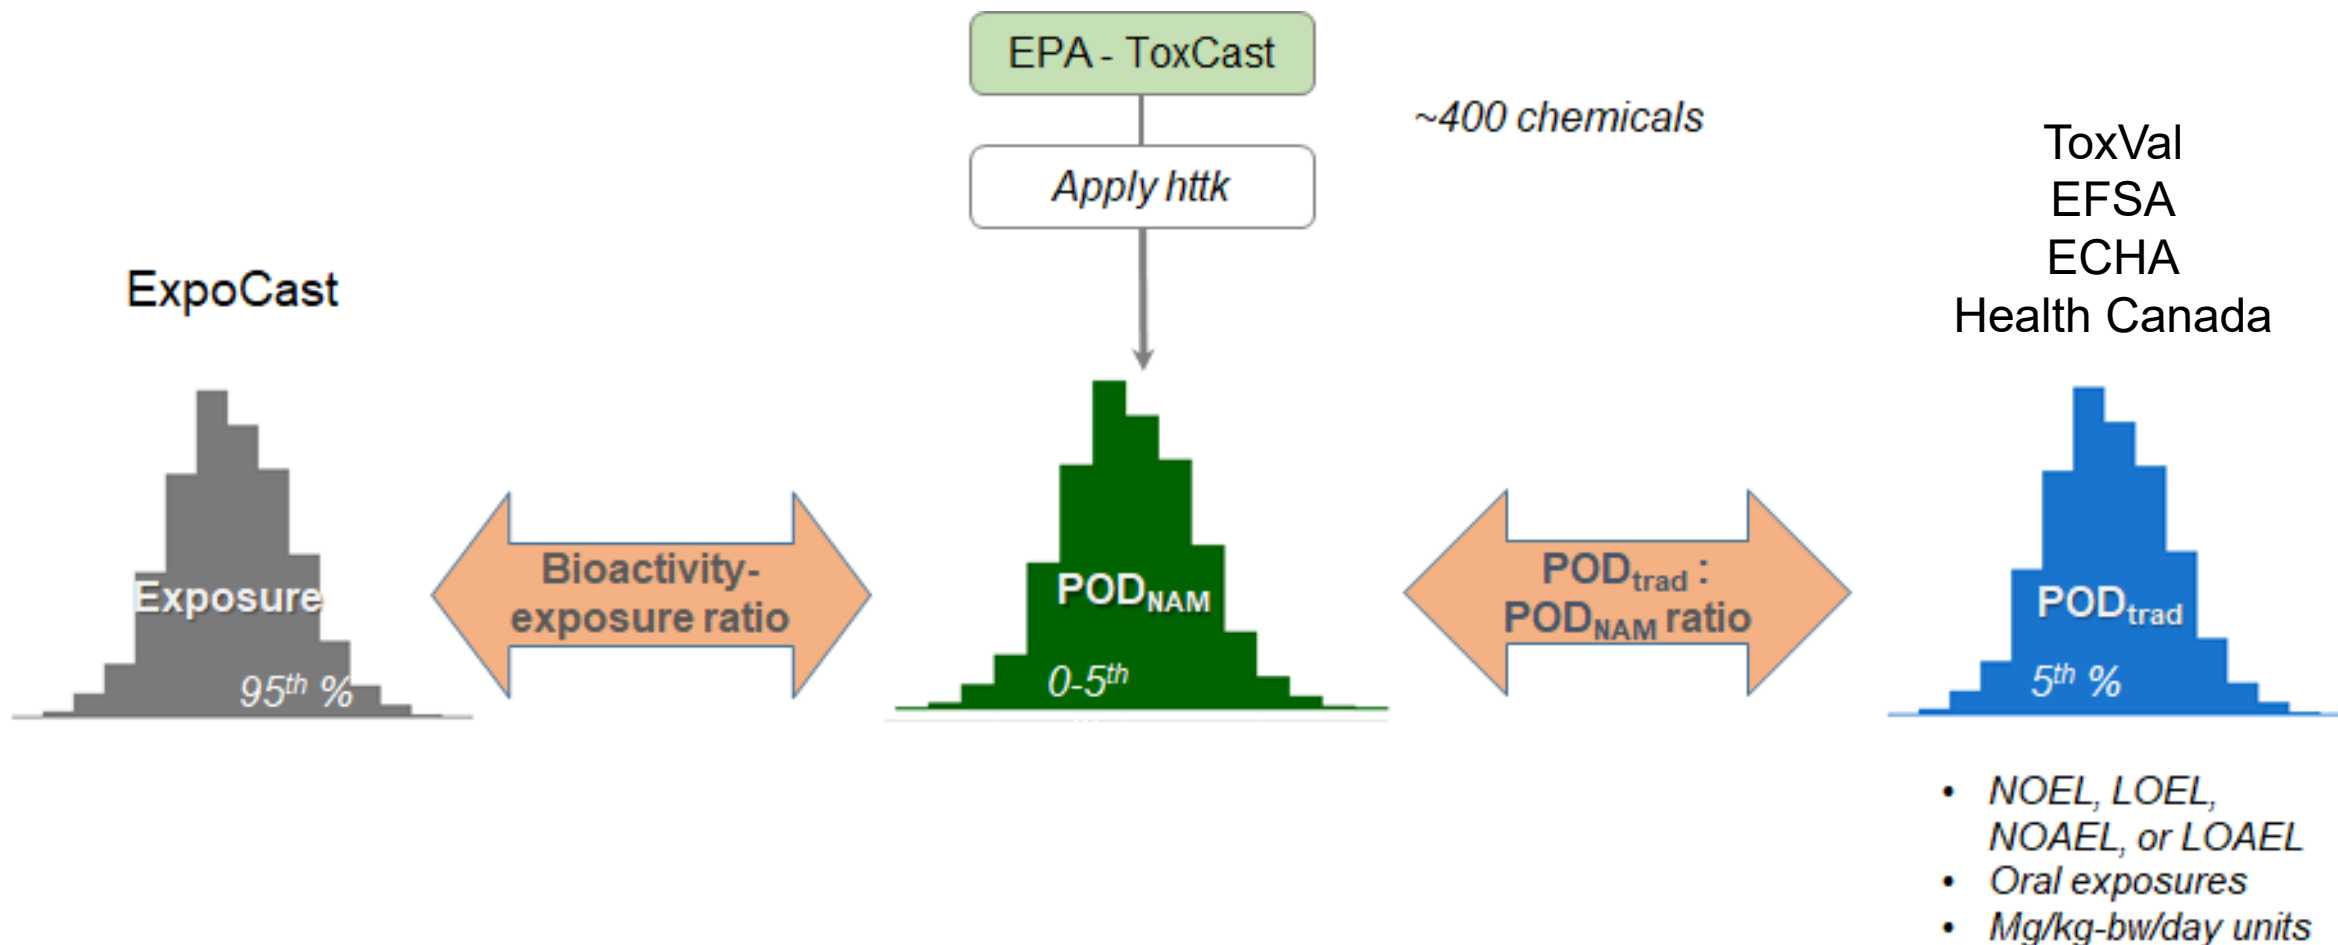 EPA - ToxCast
~400 chemicals
Apply httk
ToxVal
EFSA
ECHA
Health Canada
ExpoCast
Exposure
95th %
Bioactivity-
exposure ratio
PODNAM
0-5th
PODtrad :
PODNAM ratio
PODtrad
5th %
• NOEL, LOEL,
NOAEL, or LOAEL
• Oral exposures
• Mg/kg-bw/day units